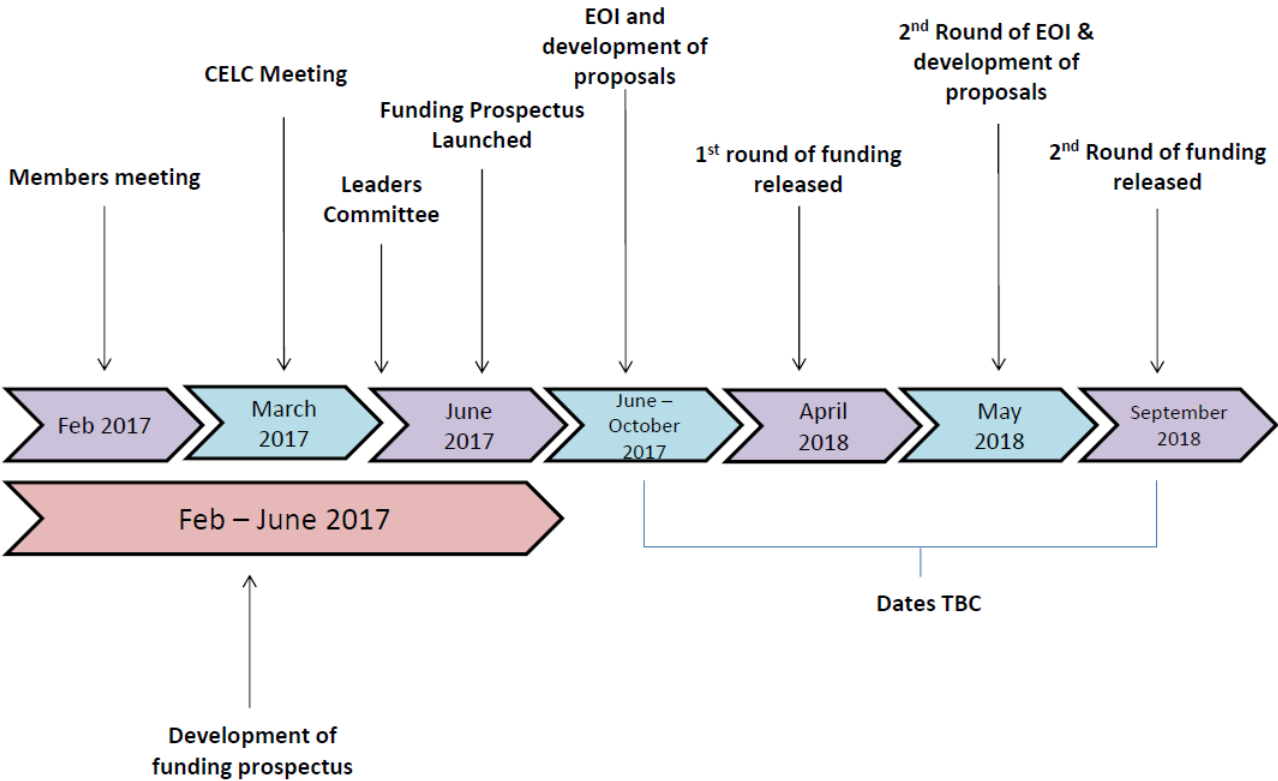 EOI and
development of
proposals
2nd Round of EOI &
development of
proposals
CELC Meeting
Funding Prospectus
Launched
1st round of funding
released
2nd Round of funding
released
Members meeting
Leaders
Committee
Feb 2017
March
2017
June
2017
June –
October
2017
April
2018
May
2018
September
2018
Feb – June 2017
Dates TBC
Development of
funding prospectus